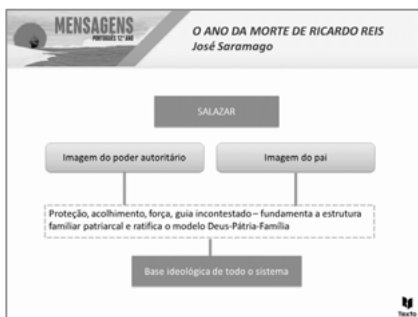 MENSAGENS
PORTUGUÊS 12.º ANO
O ANO DA MORTE DE RICARDO REIS
José Saramago
SALAZAR
Imagem do poder autoritário
Imagem do pai
Proteção, acolhimento, força, guia incontestado – fundamenta a estrutura
familiar patriarcal e ratifica o modelo Deus-Pátria-Família
Base ideológica de todo o sistema
Texto